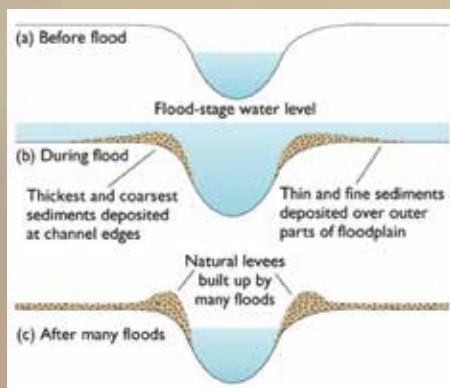 (a) Before flood
Flood-stage water level
(b) During flood
Thickest and coarsest
sediments deposited
at channel edges
Thin and fine sediments
deposited over outer
parts of floodplain
Natural levees
built up by
many floods
(c) After many floods